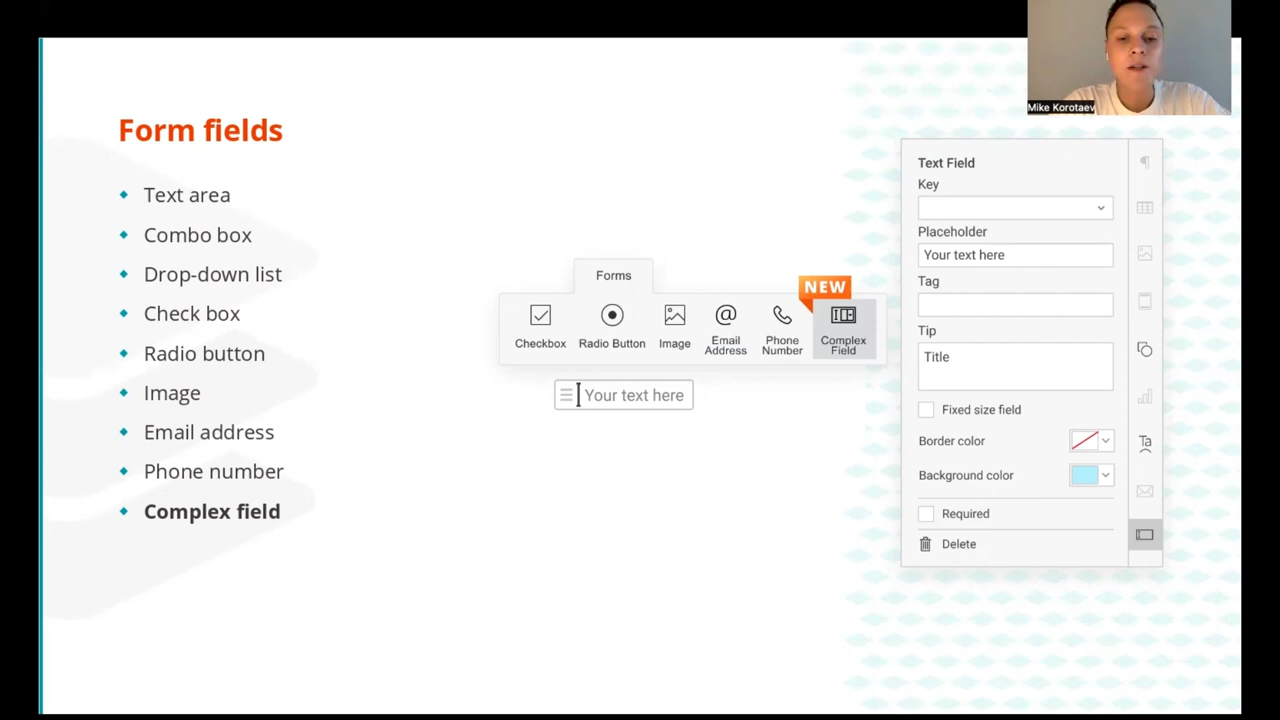 Mike Korotaev
Form fields
Text area
Combo box
Drop-down list
Check box
Radio button
Image
Email address
Phone number
Complex field
Forms
NEW
Checkbox
Radio Button
Image
Email
Address
Phone
Number
Complex
Field
Your text here
Text Field
Key
Placeholder
Your text here
Tag
Tip
Title
Fixed size field
Border color
Background color
Required
Delete